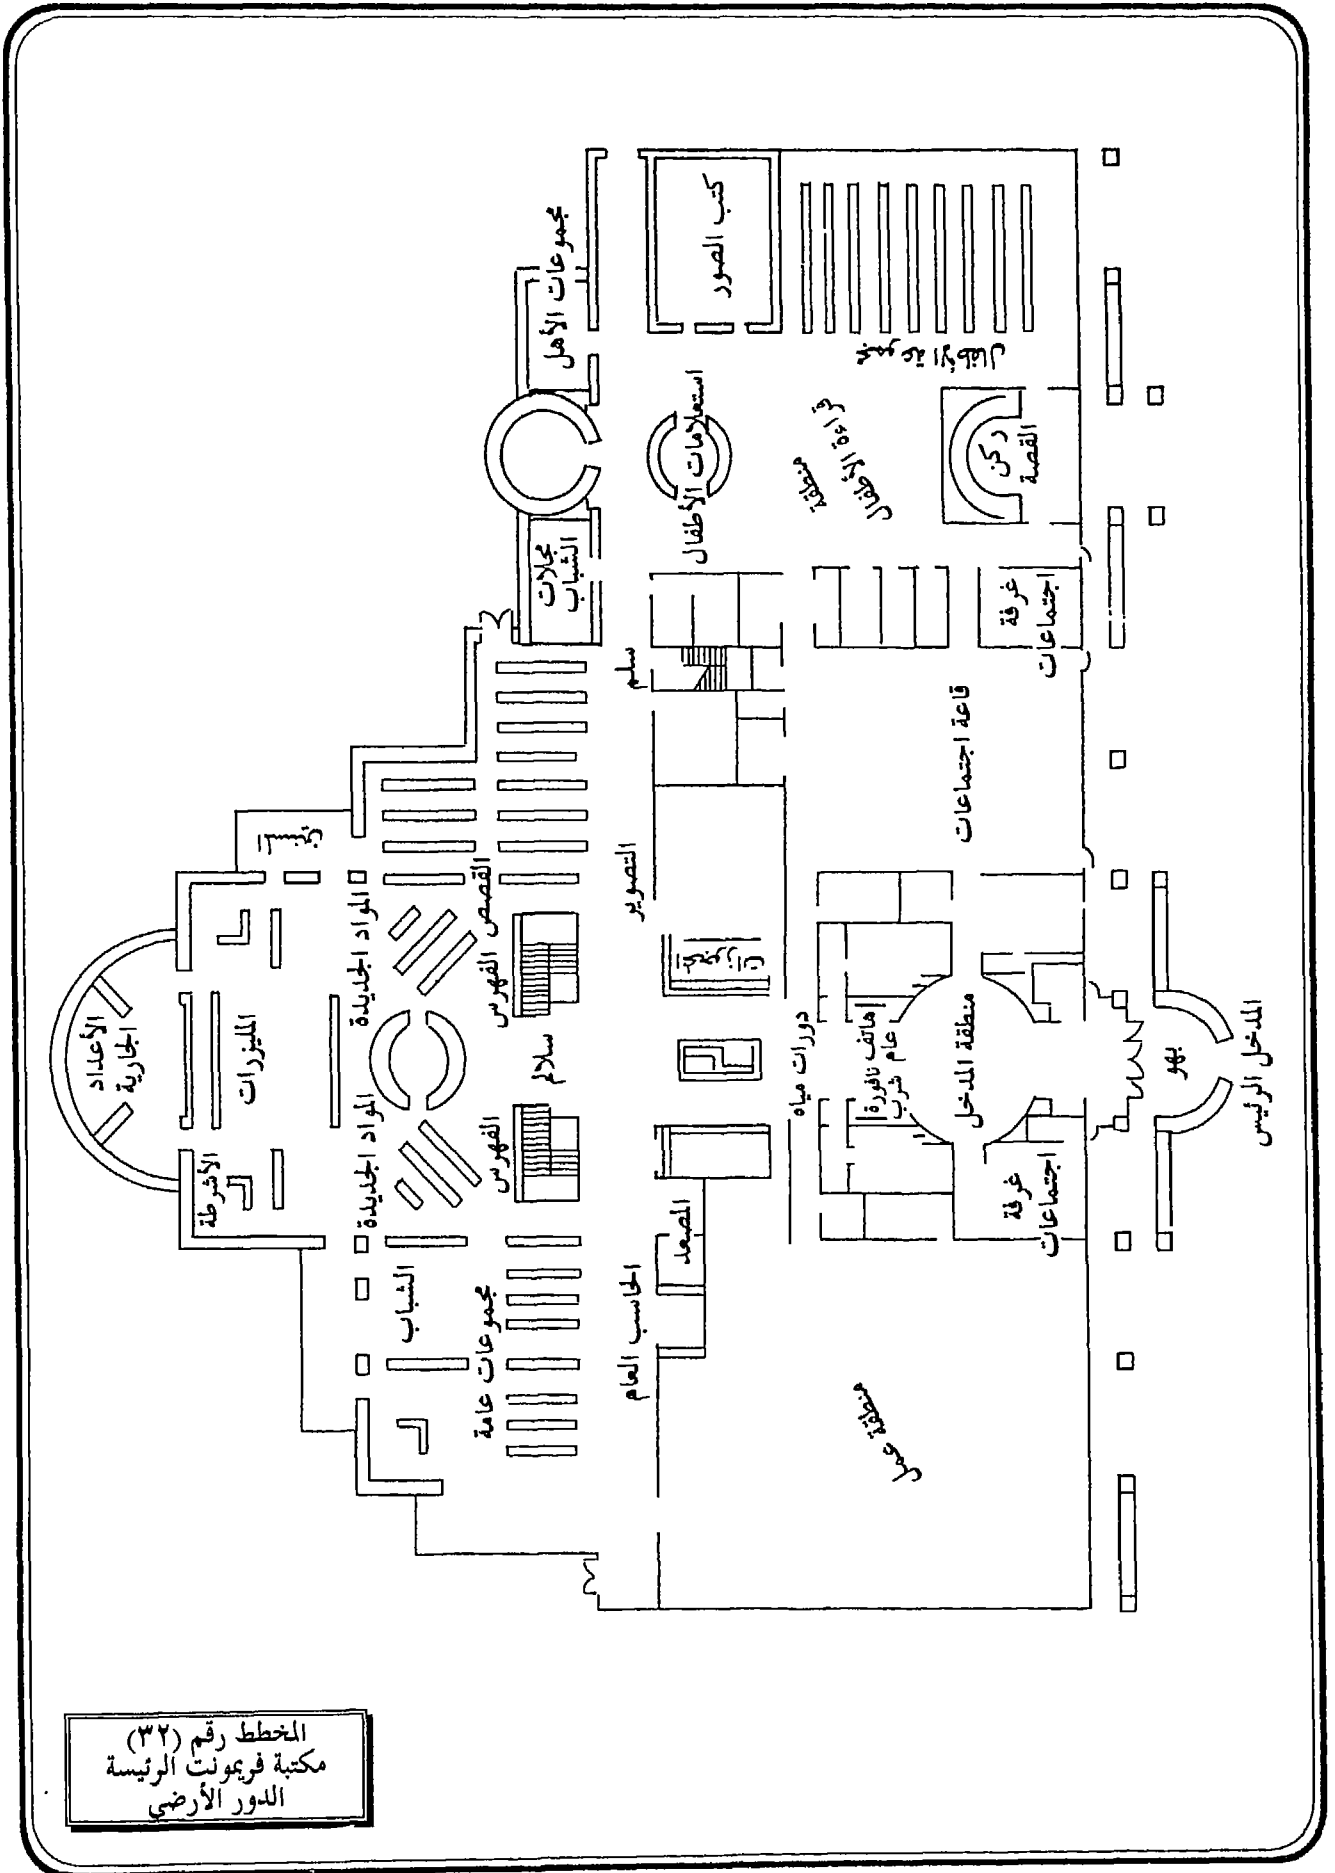 المخطط رقم (٣٢)
مكتبة فريمونت الرئيسة
الدور الأرضي
مجموعات الأهل
كتب الصور
مجموعة الأطفال
استعلامات الأطفال
منطقة
قراءة الأطفال
ركن
القصة
مجلات
الشباب
غرفة
اجتماعات
سلم
قاعة اجتماعات
التصوير
القصص
المواد الجديدة
الفهرس
سلالم
الفهرس
المواد الجديدة
الأعداد
الجارية
الليزرات
الأشرطة
دورات مياه
هاتف نافورة
عام شرب
منطقة المدخل
بهو
المدخل الرئيس
غرفة
اجتماعات
المصعد
الحاسب العام
الشباب
مجموعات عامة
منطقة عمل